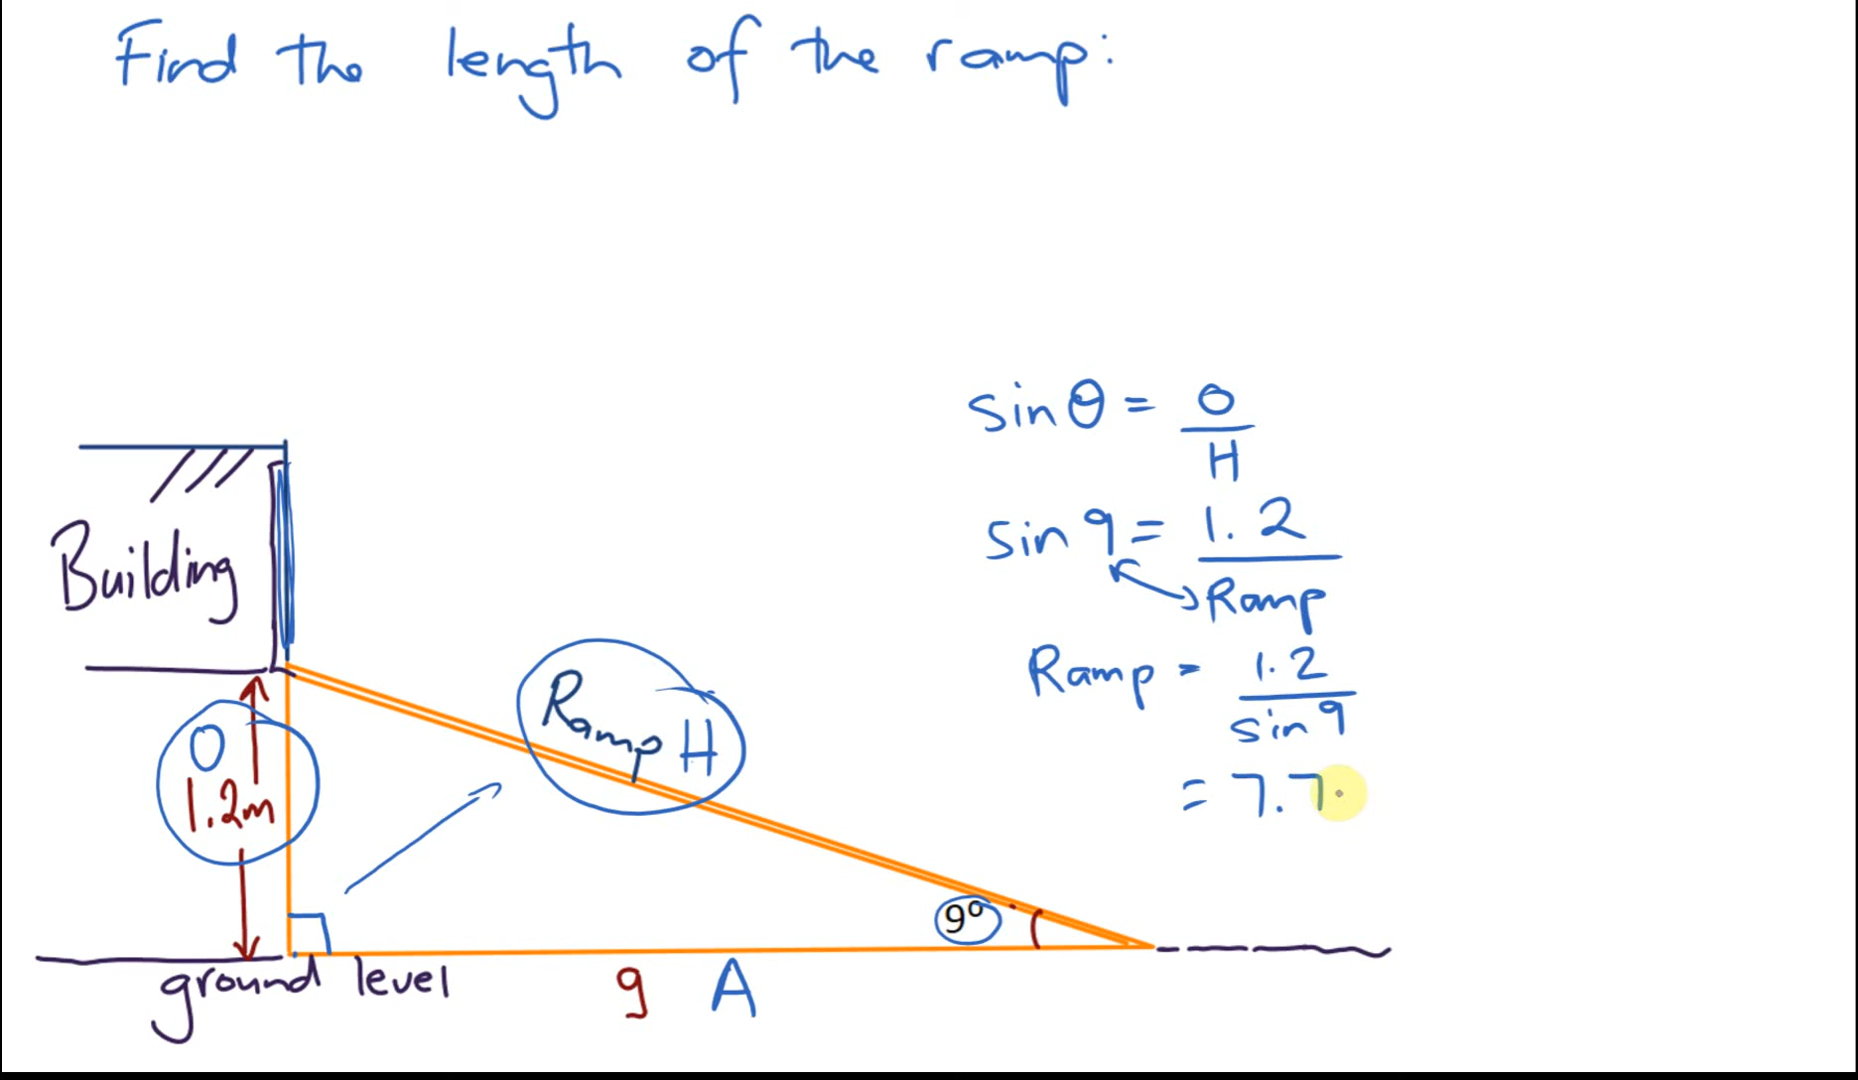 Find the length of the ramp:
sin θ = O
H
sin 9 = 1.2
Ramp
Ramp = 1.2
sin 9
= 7.7
Building
Ramp H
O
1.2m
9°
ground level
g A